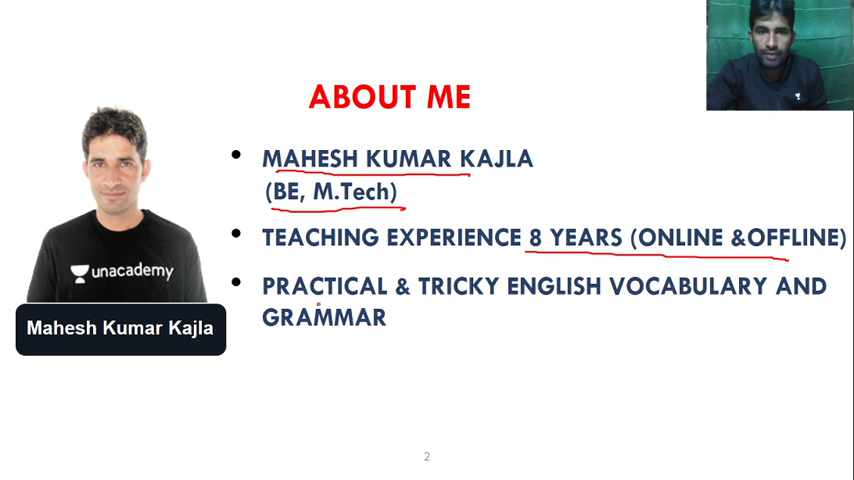 ABOUT ME
MAHESH KUMAR KAJLA
(BE, M.Tech)
TEACHING EXPERIENCE 8 YEARS (ONLINE &OFFLINE)
PRACTICAL & TRICKY ENGLISH VOCABULARY AND
GRAMMAR
unacademy
Mahesh Kumar Kajla
2